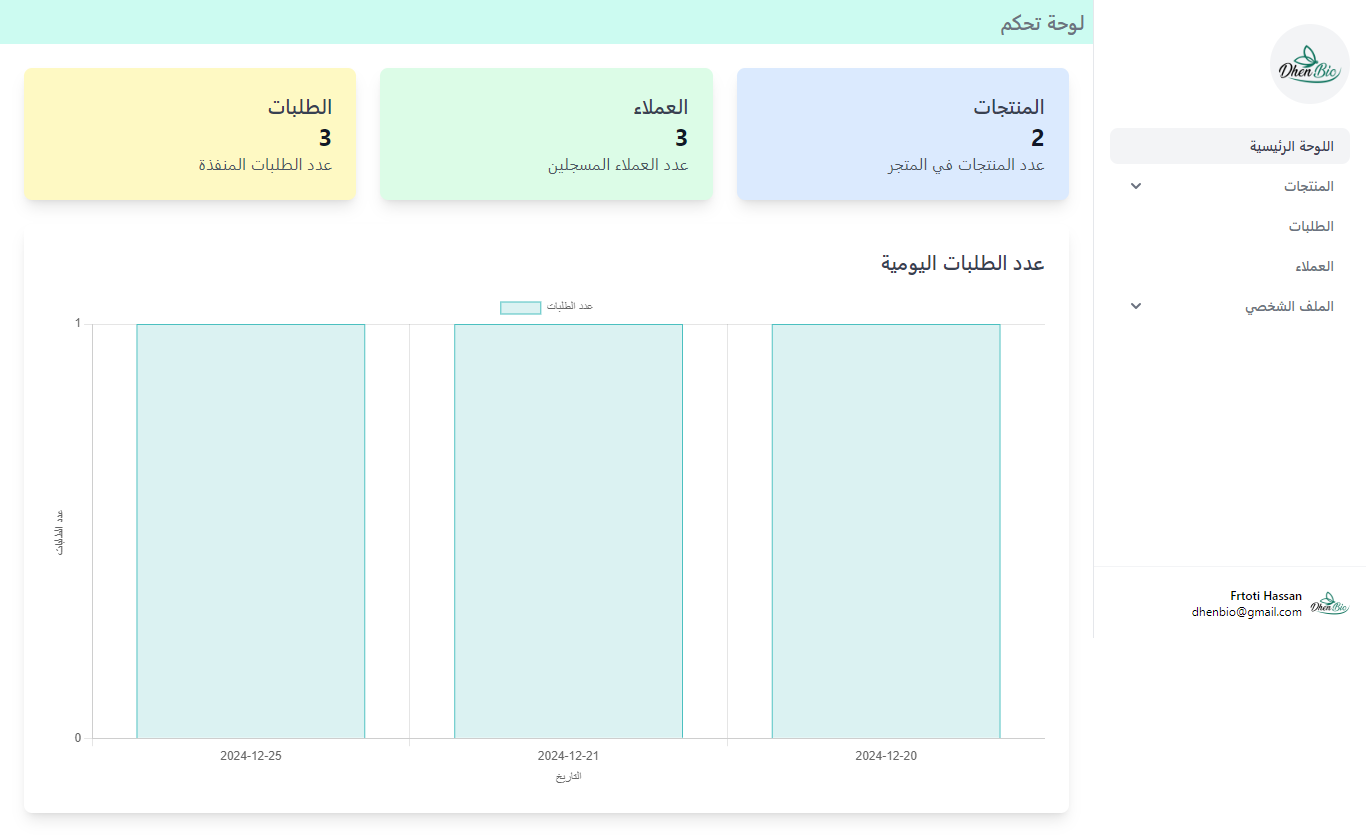 لوحة تحكم
Dhen Bio
اللوحة الرئيسية
المنتجات
الطلبات
العملاء
الملف الشخصي
Frtoti Hassan
dhenbio@gmail.com
Dhen Bio
المنتجات
2
عدد المنتجات في المتجر
العملاء
3
عدد العملاء المسجلين
الطلبات
3
عدد الطلبات المنفذة
عدد الطلبات اليومية
عدد الطلبات
1
عدد الطلبات
0
2024-12-25 2024-12-21 2024-12-20
التاريخ